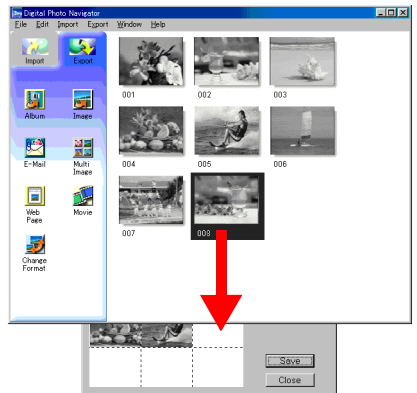 Digital Photo Navigator
File Edit Import Export Window Help
Import Export
001 002 003
Album Image
004 005 006
E-Mail Multi Image
007 008
Web Page Movie
Change Format
Save
Close